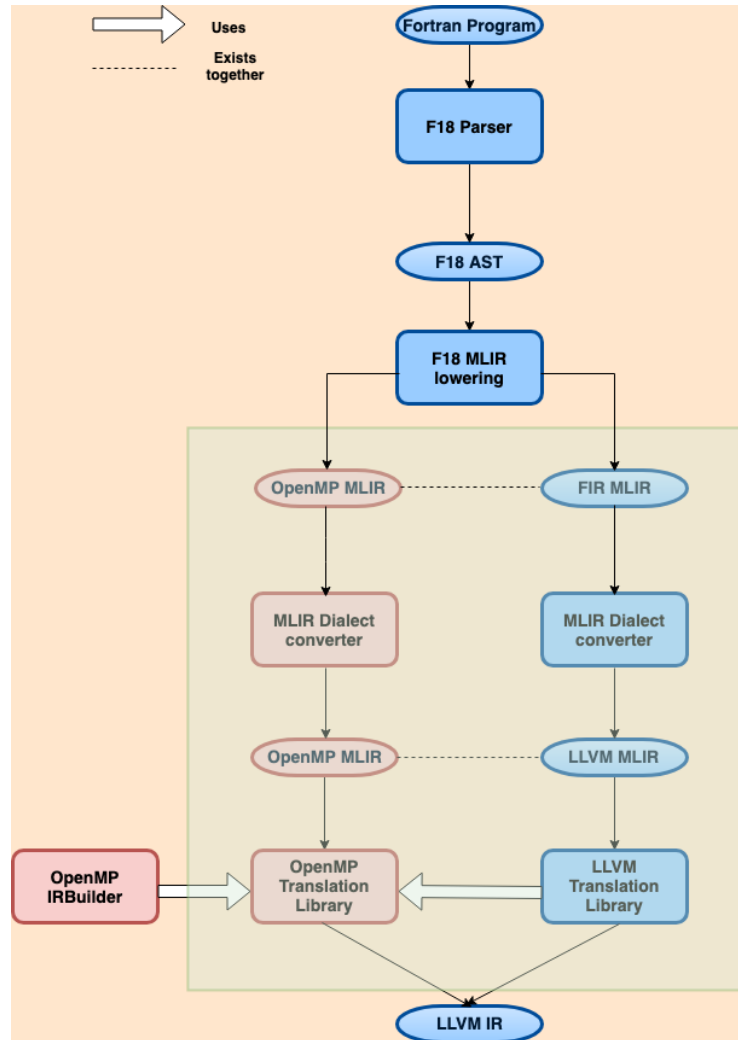 Uses
Exists
together
Fortran Program
F18 Parser
F18 AST
F18 MLIR
lowering
OpenMP MLIR
FIR MLIR
MLIR Dialect
converter
MLIR Dialect
converter
OpenMP MLIR
LLVM MLIR
OpenMP
IRBuilder
OpenMP
Translation
Library
LLVM
Translation
Library
LLVM IR